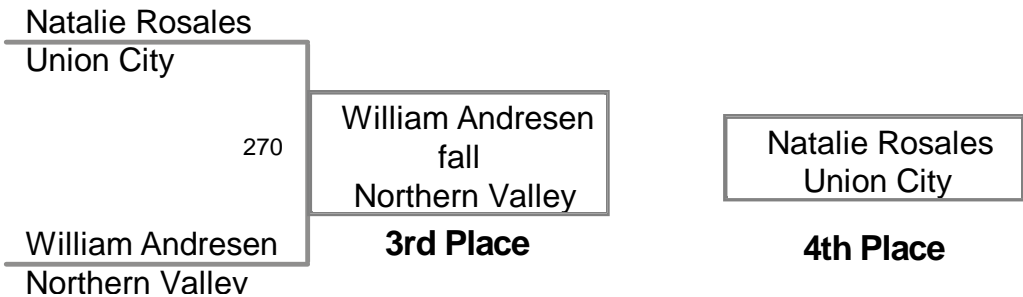 Natalie Rosales
Union City
270
William Andresen
Northern Valley
William Andresen
fall
Northern Valley
3rd Place
Natalie Rosales
Union City
4th Place